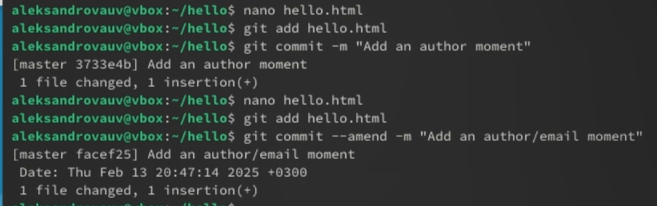 aleksandrovauv@vbox:~/hello$ nano hello.html
aleksandrovauv@vbox:~/hello$ git add hello.html
aleksandrovauv@vbox:~/hello$ git commit -m "Add an author moment"
[master 3733e4b] Add an author moment
 1 file changed, 1 insertion(+)
aleksandrovauv@vbox:~/hello$ nano hello.html
aleksandrovauv@vbox:~/hello$ git add hello.html
aleksandrovauv@vbox:~/hello$ git commit --amend -m "Add an author/email moment"
[master facef25] Add an author/email moment
 Date: Thu Feb 13 20:47:14 2025 +0300
 1 file changed, 1 insertion(+)